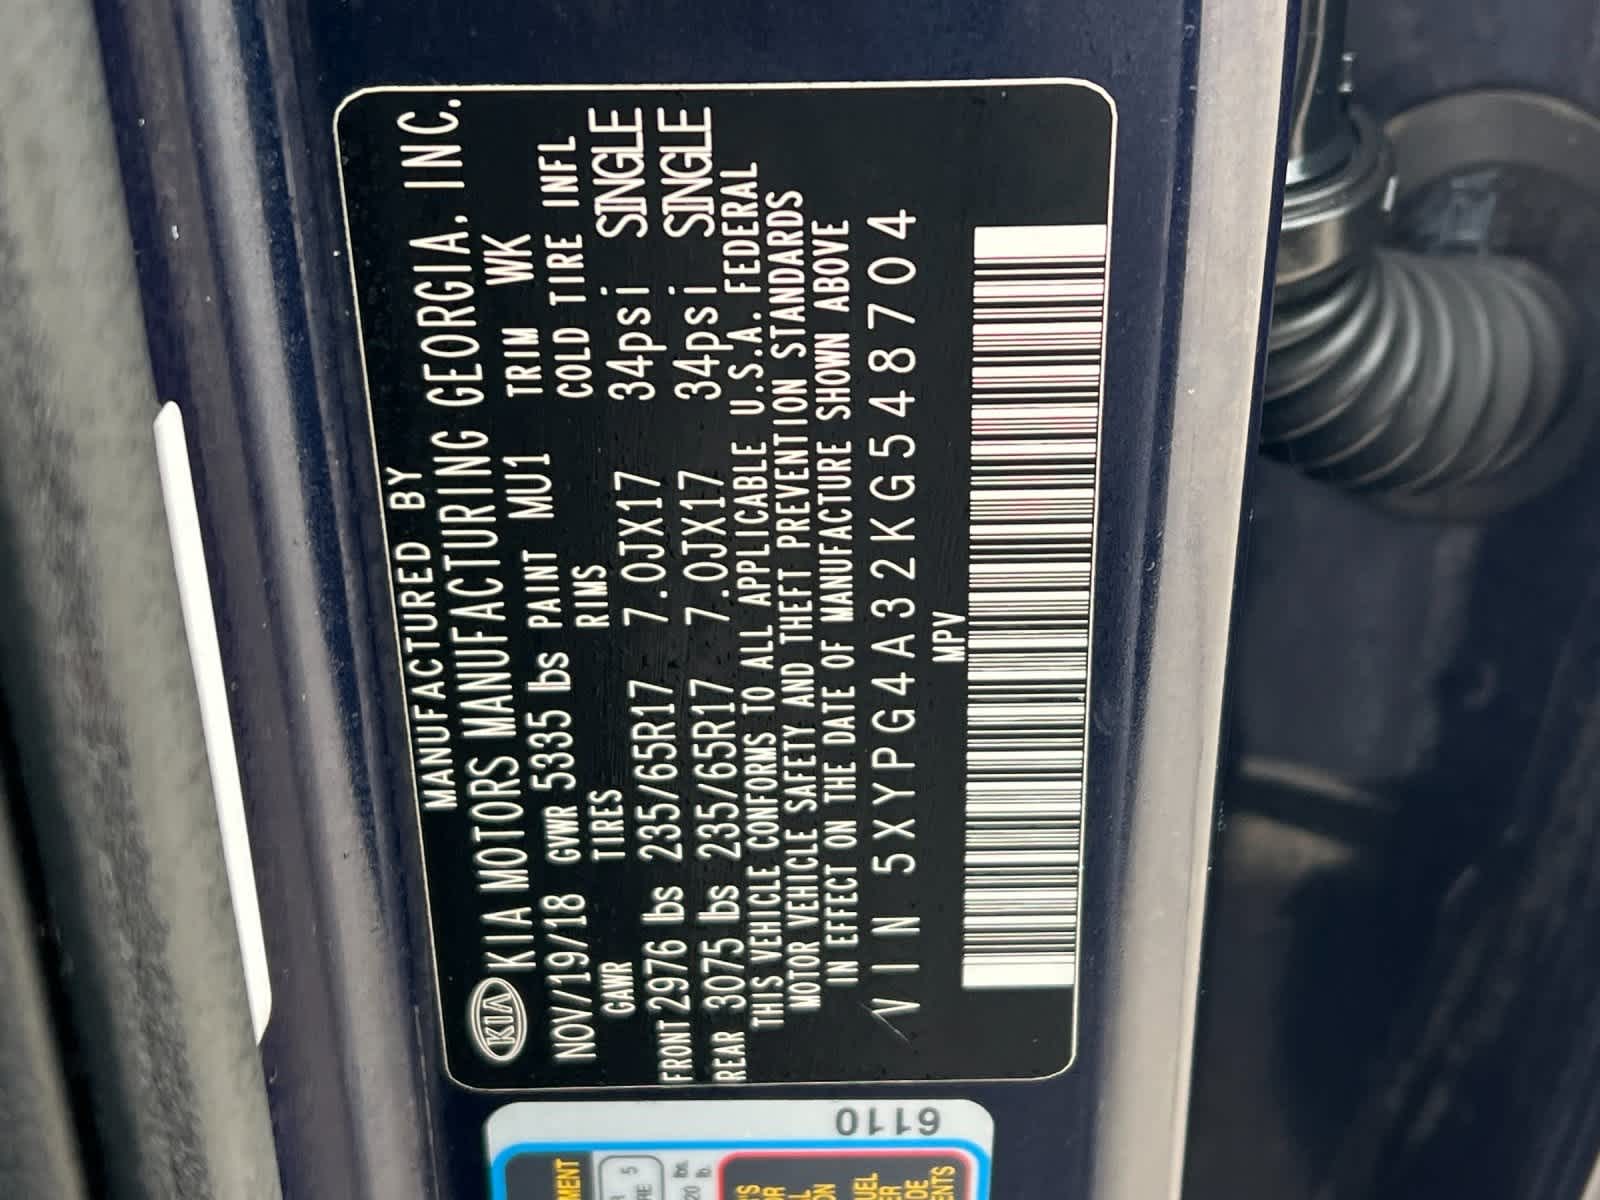 MANUFACTURED BY
KIA KIA MOTORS MANUFACTURING GEORGIA, INC.
NOV/19/18 GVWR 5335 lbs PAINT MU1 TRIM WK
GAWR TIRES RIMS COLD TIRE INFL
FRONT 2976 lbs 235/65R17 7.0JX17 34psi SINGLE
REAR 3075 lbs 235/65R17 7.0JX17 34psi SINGLE
THIS VEHICLE CONFORMS TO ALL APPLICABLE U.S.A. FEDERAL
MOTOR VEHICLE SAFETY AND THEFT PREVENTION STANDARDS
IN EFFECT ON THE DATE OF MANUFACTURE SHOWN ABOVE
VIN 5XYPG4A32KG548704
MPV
6110
5